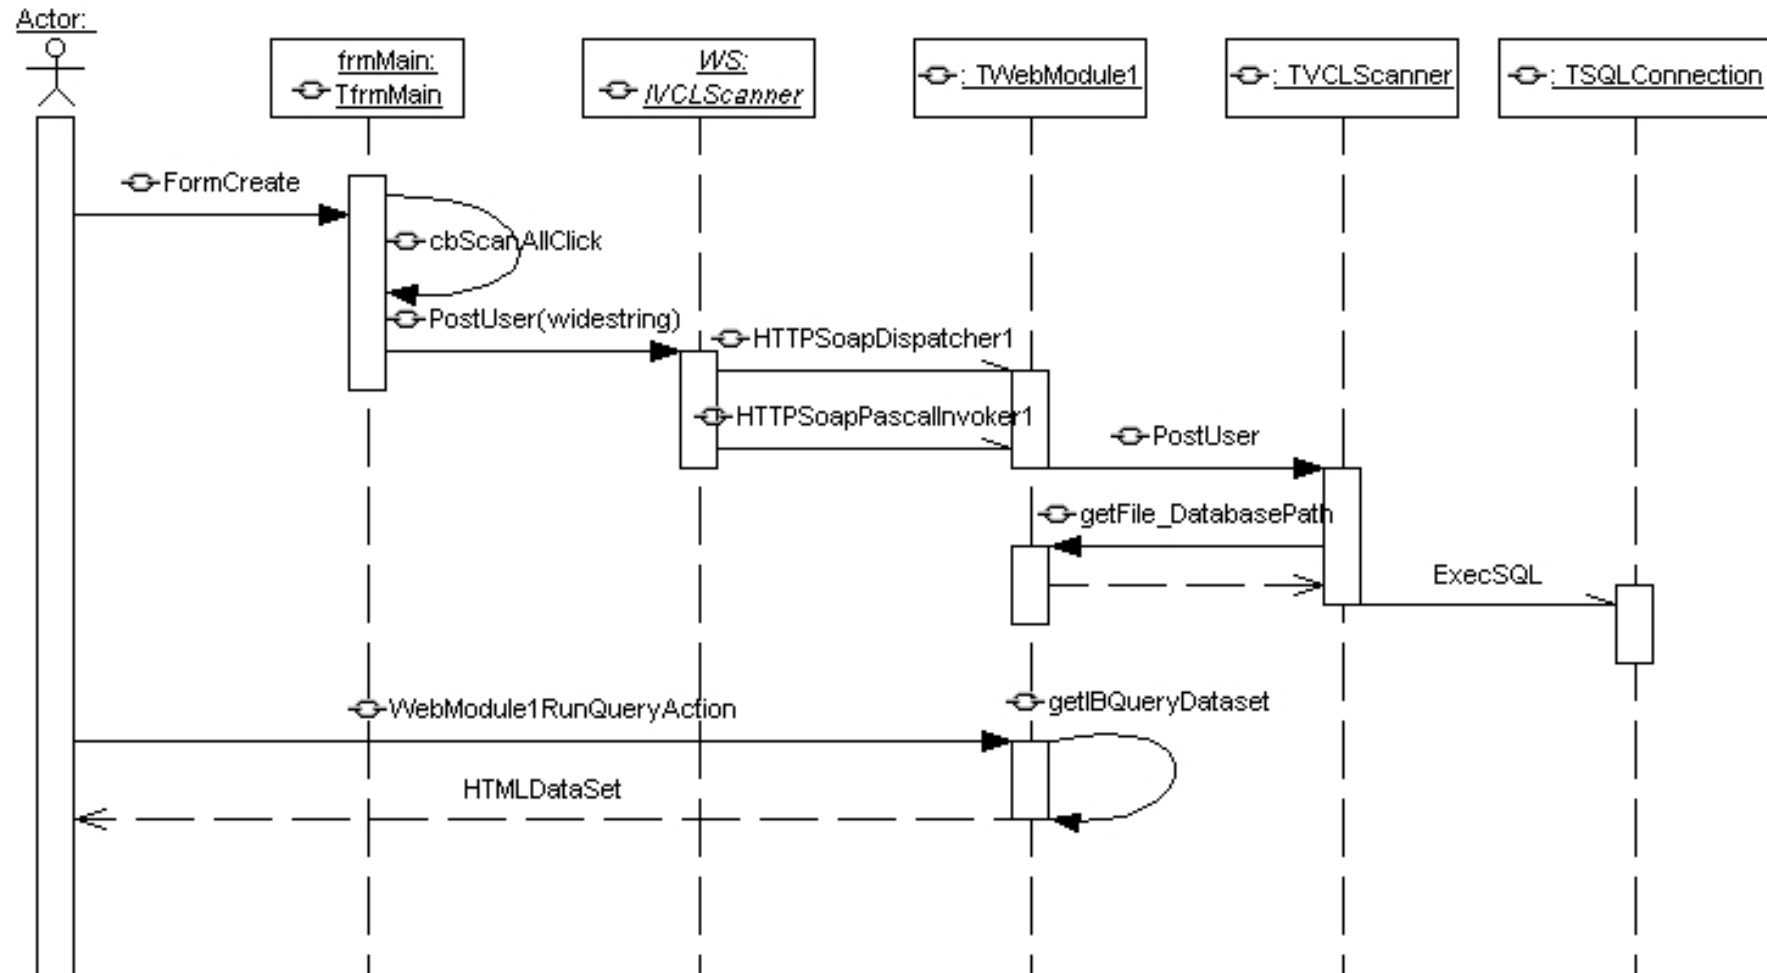 Actor:
frmMain:
TfrmMain
WS:
IVCLScanner
: TWebModule1
: TVCLScanner
: TSQLConnection
FormCreate
cbScanAllClick
PostUser(widestring)
HTTPSoapDispatcher1
HTTPSoapPascalInvoker1
PostUser
getFile_DatabasePath
ExecSQL
WebModule1RunQueryAction
getIBQueryDataset
HTMLDataSet